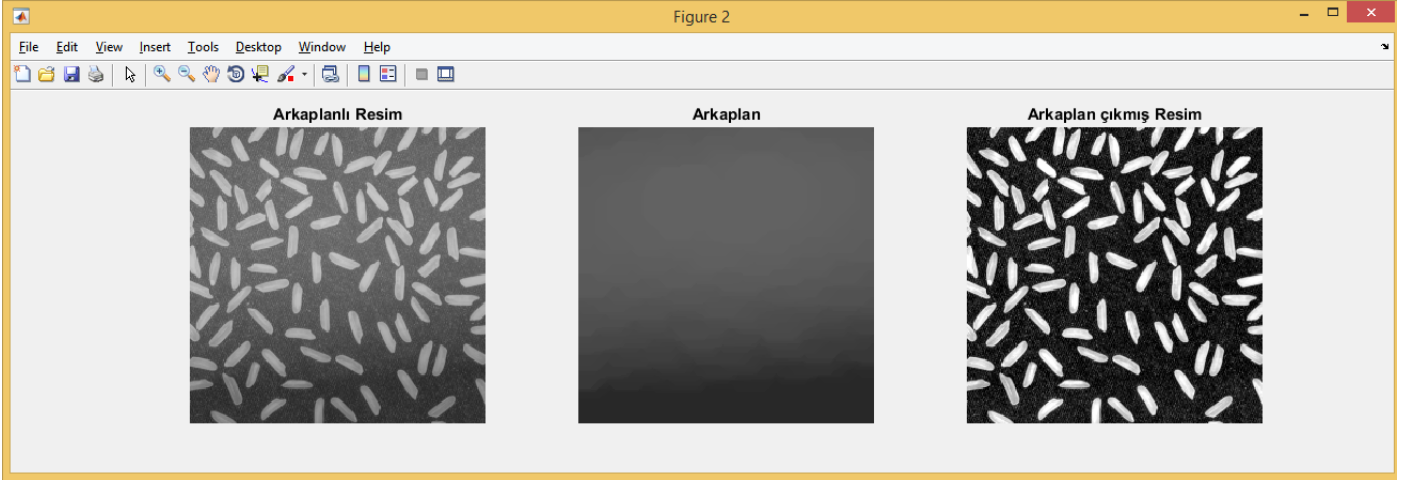 Figure 2
File Edit View Insert Tools Desktop Window Help
Arkaplanlı Resim
Arkaplan
Arkaplan çıkmış Resim